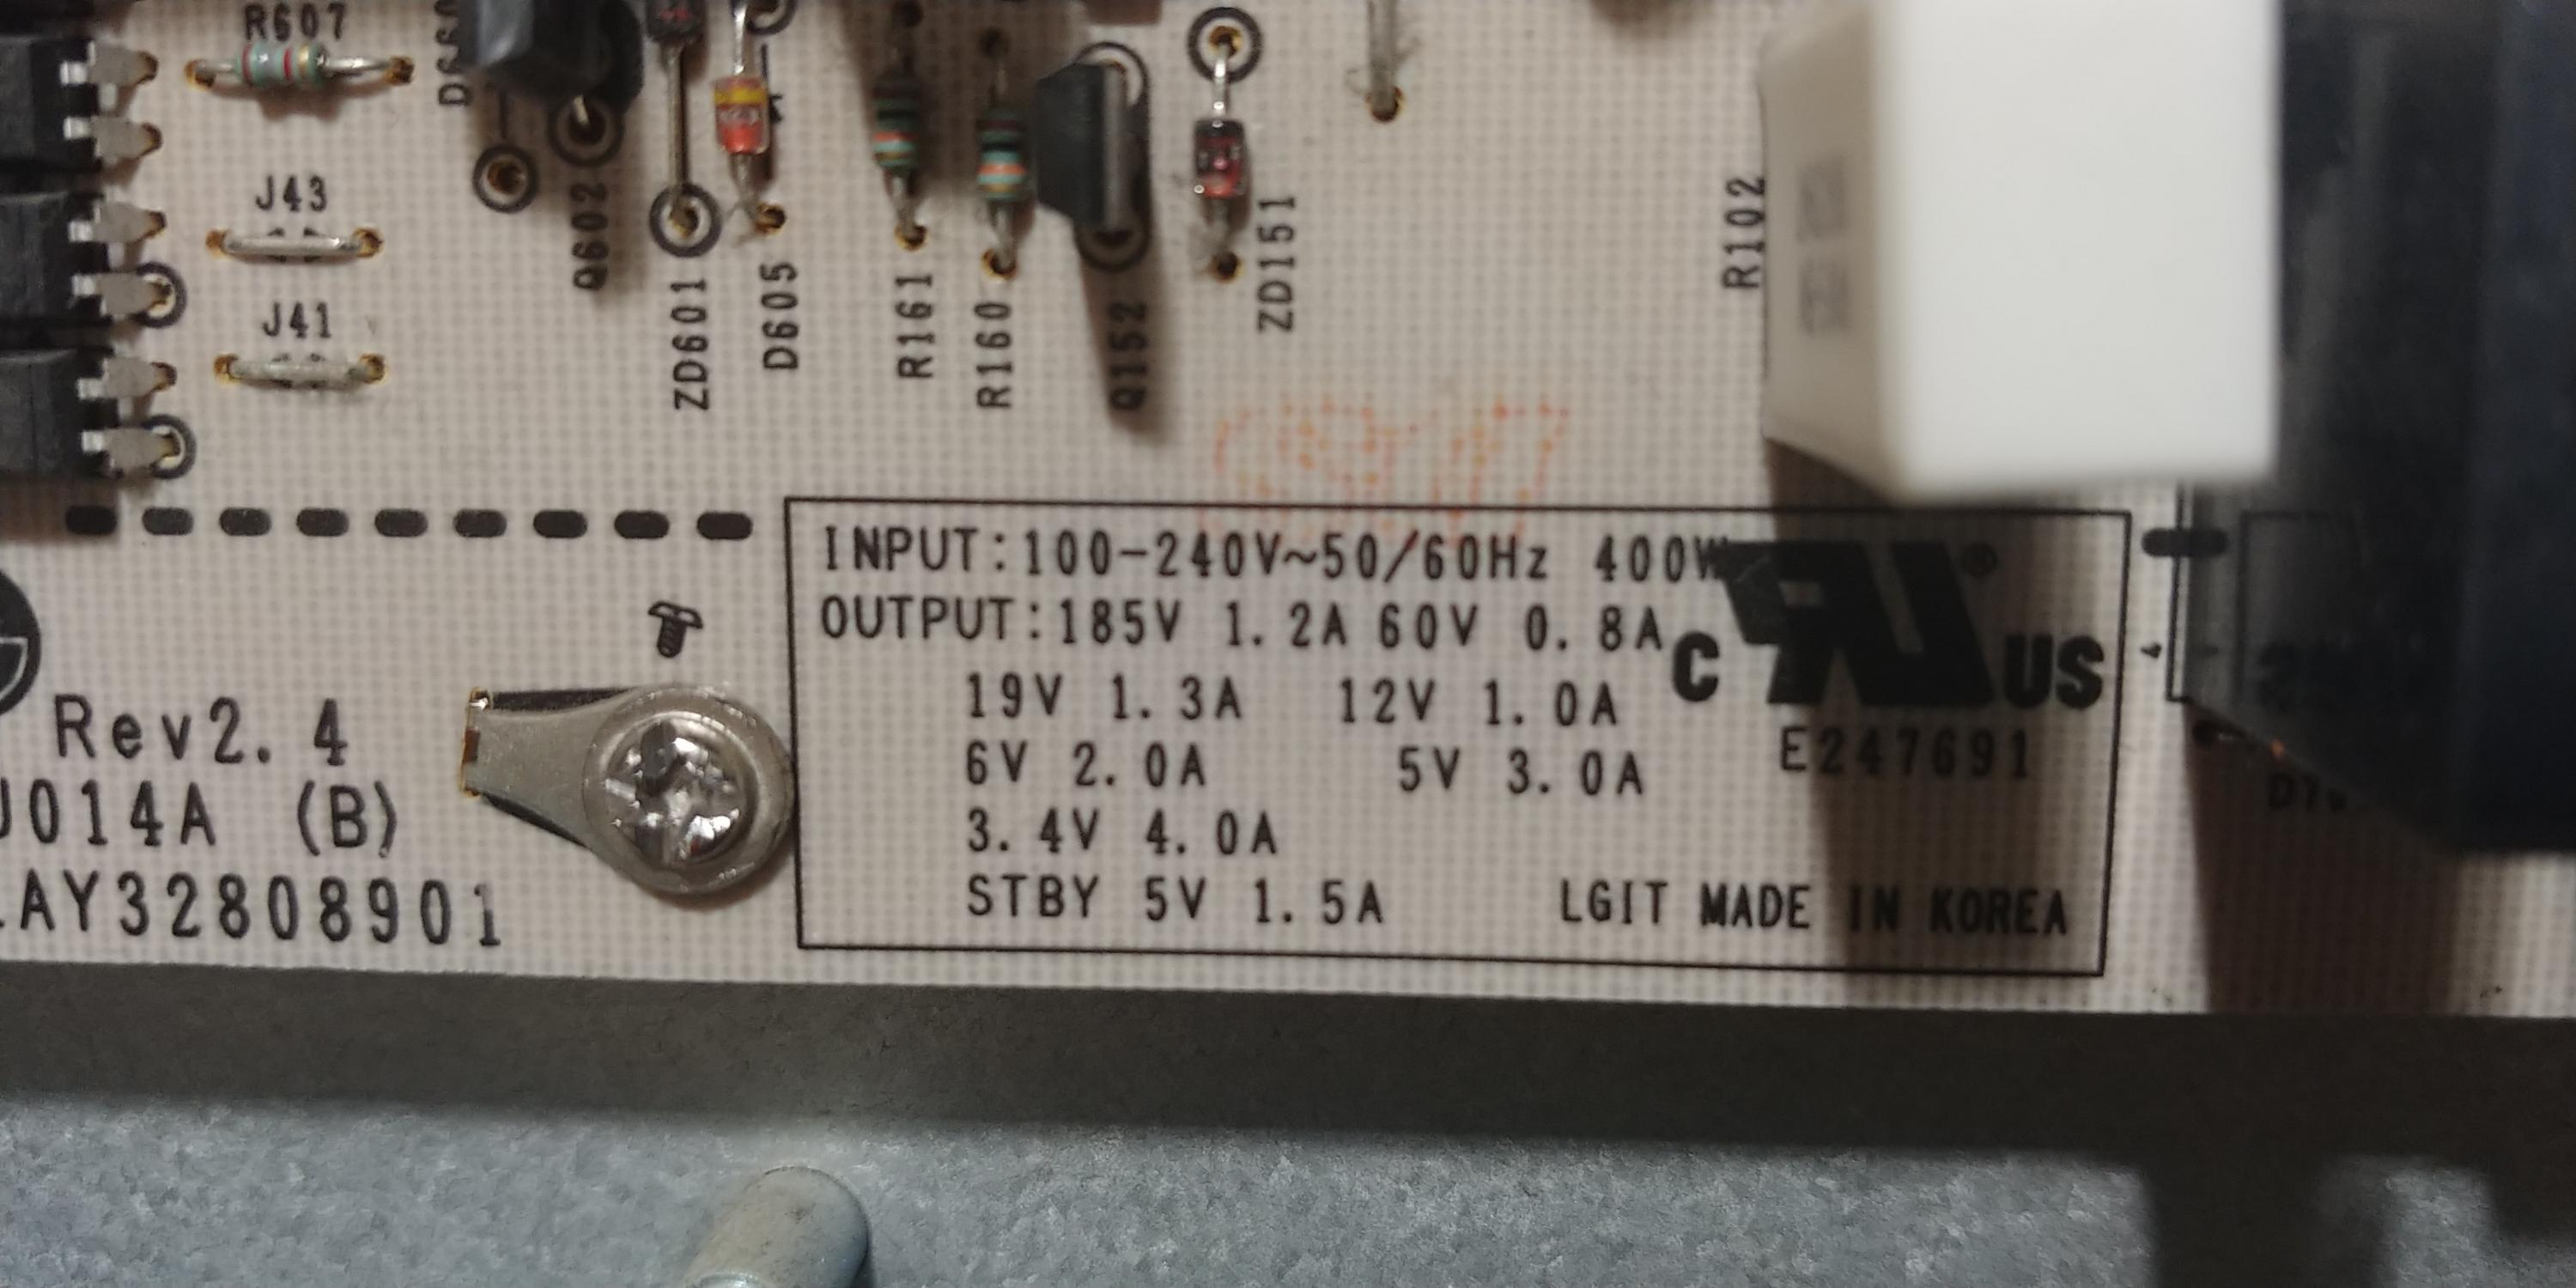 R607
J43
J41
Q602
ZD601
D605
R161
R160
Q152
ZD151
R102
INPUT:100-240V~50/60Hz 400W
OUTPUT:185V 1.2A 60V 0.8A
19V 1.3A 12V 1.0A
6V 2.0A 5V 3.0A
3.4V 4.0A
STBY 5V 1.5A LGIT MADE IN KOREA
C US
®
E247691
4
Rev2.4
J014A (B)
AY32808901